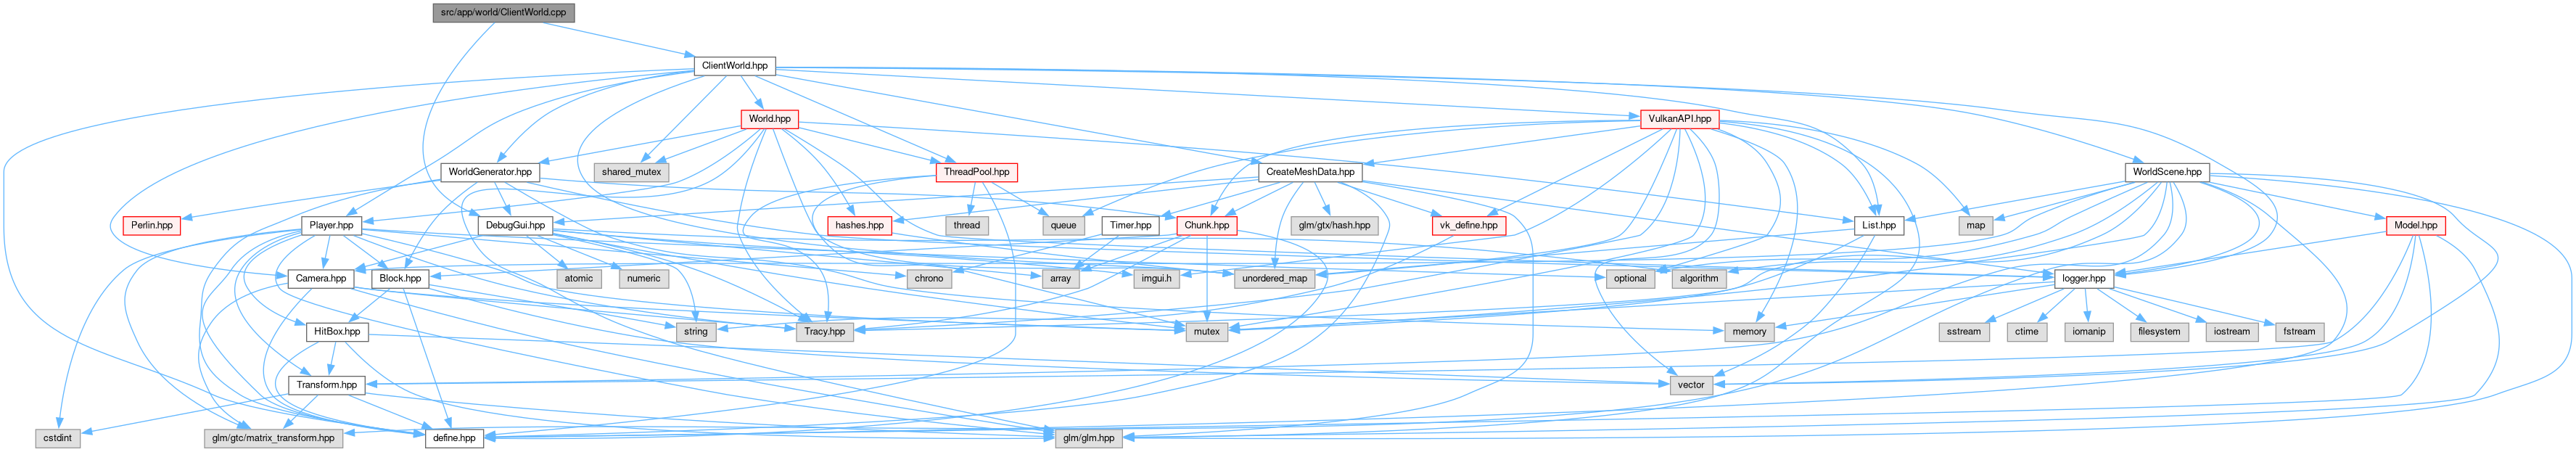 src/app/world/ClientWorld.cpp
ClientWorld.hpp
World.hpp
VulkanAPI.hpp
WorldGenerator.hpp
shared_mutex
ThreadPool.hpp
CreateMeshData.hpp
WorldScene.hpp
Perlin.hpp
Player.hpp
DebugGui.hpp
hashes.hpp
thread
queue
Timer.hpp
Chunk.hpp
glm/gtx/hash.hpp
vk_define.hpp
List.hpp
map
Model.hpp
Camera.hpp
Block.hpp
atomic
numeric
chrono
array
imgui.h
unordered_map
optional
algorithm
logger.hpp
HitBox.hpp
string
Tracy.hpp
mutex
memory
sstream
ctime
iomanip
filesystem
iostream
fstream
Transform.hpp
vector
cstdint
glm/gtc/matrix_transform.hpp
define.hpp
glm/glm.hpp